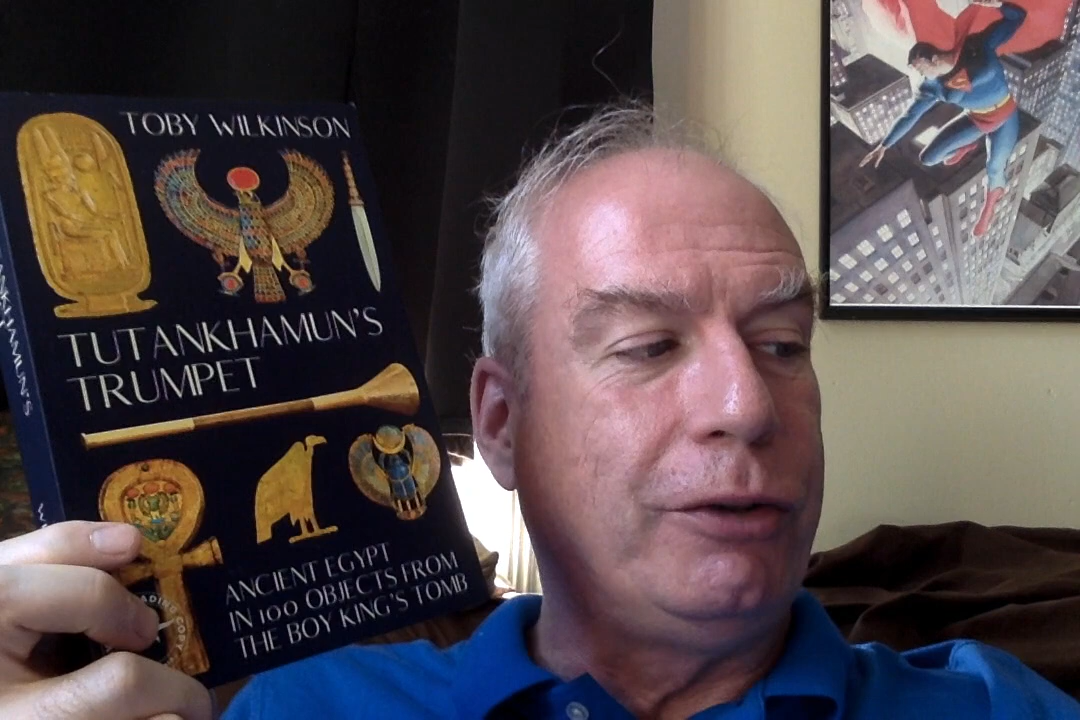 TOBY WILKINSON
TUTANKHAMUN'S
TRUMPET
ANCIENT EGYPT
IN 100 OBJECTS FROM
THE BOY KING'S TOMB